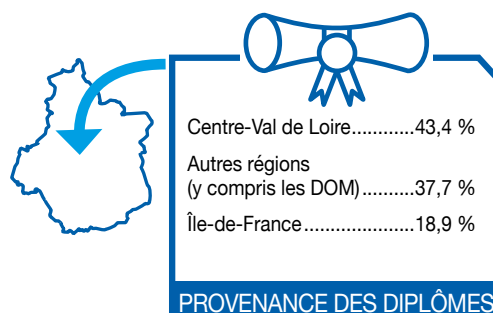 Centre-Val de Loire............43,4 %
Autres régions
(y compris les DOM)..........37,7 %
Île-de-France......................18,9 %
PROVENANCE DES DIPLÔMES